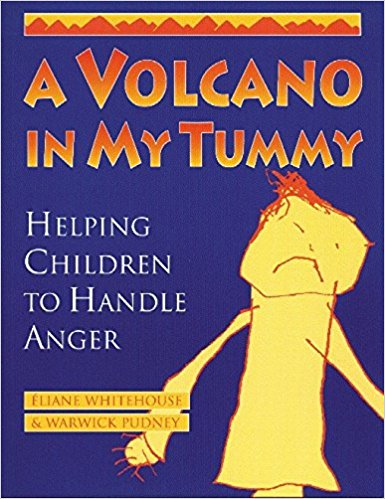 A VOLCANO
IN MY TUMMY
HELPING
CHILDREN
TO HANDLE
ANGER
ÉLIANE WHITEHOUSE
& WARWICK PUDNEY